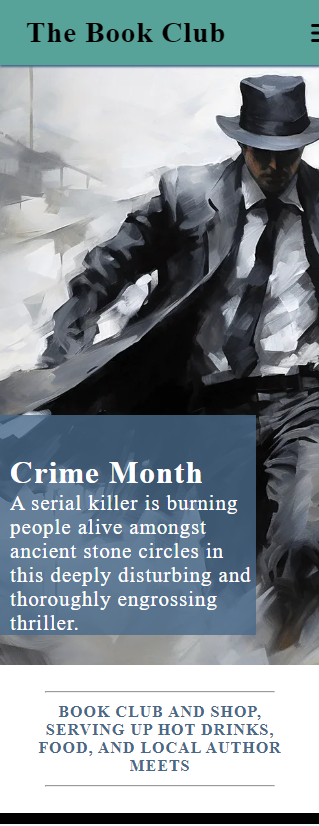 The Book Club
Crime Month
A serial killer is burning
people alive amongst
ancient stone circles in
this deeply disturbing and
thoroughly engrossing
thriller.
BOOK CLUB AND SHOP,
SERVING UP HOT DRINKS,
FOOD, AND LOCAL AUTHOR
MEETS